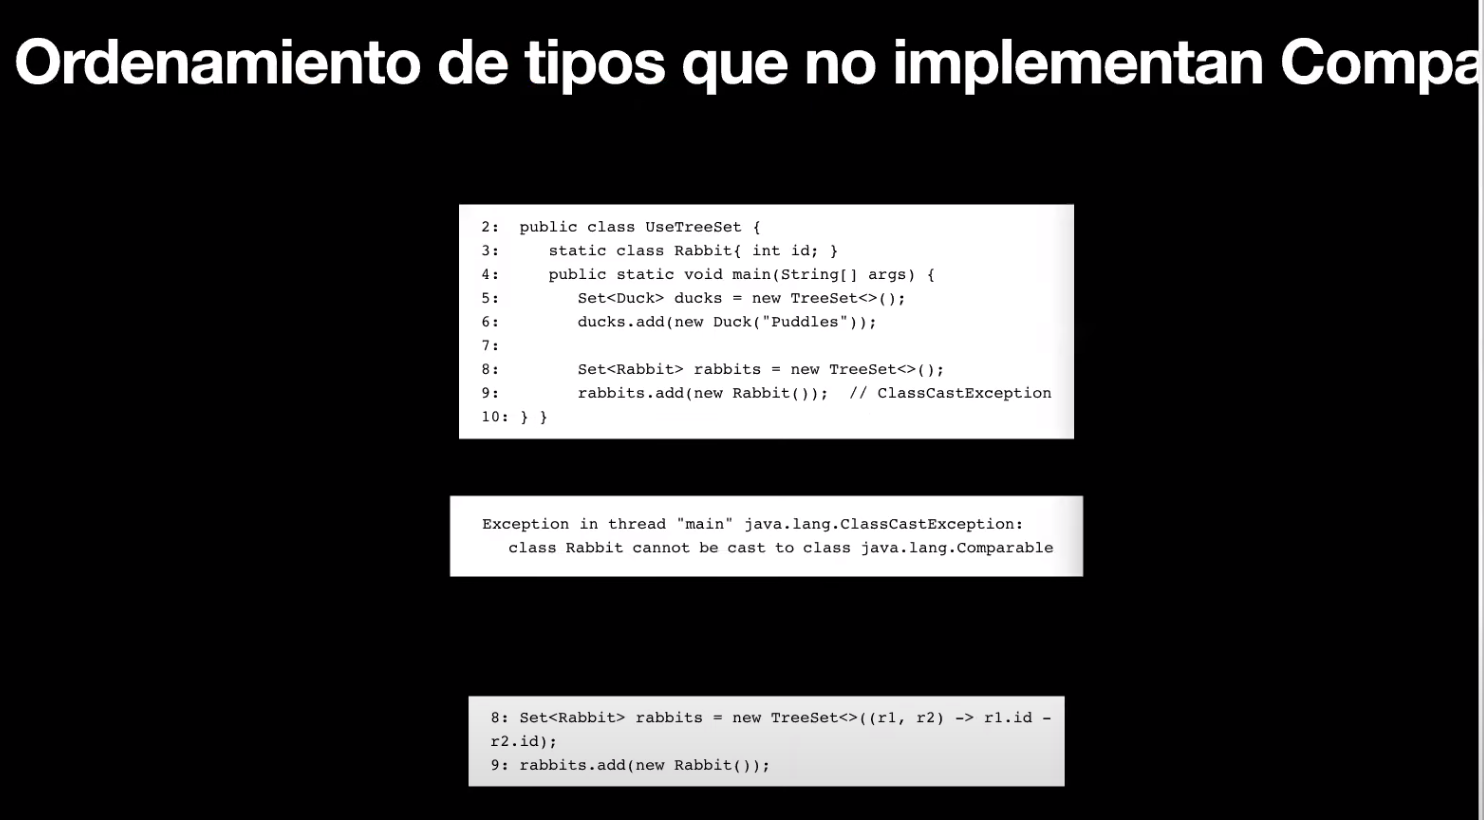 Ordenamiento de tipos que no implementan Compa
2: public class UseTreeSet {
3: static class Rabbit{ int id; }
4: public static void main(String[] args) {
5: Set<Duck> ducks = new TreeSet<>();
6: ducks.add(new Duck("Puddles"));
7:
8: Set<Rabbit> rabbits = new TreeSet<>();
9: rabbits.add(new Rabbit()); // ClassCastException
10: } }
Exception in thread "main" java.lang.ClassCastException:
class Rabbit cannot be cast to class java.lang.Comparable
8: Set<Rabbit> rabbits = new TreeSet<>((r1, r2) -> r1.id –
r2.id);
9: rabbits.add(new Rabbit());